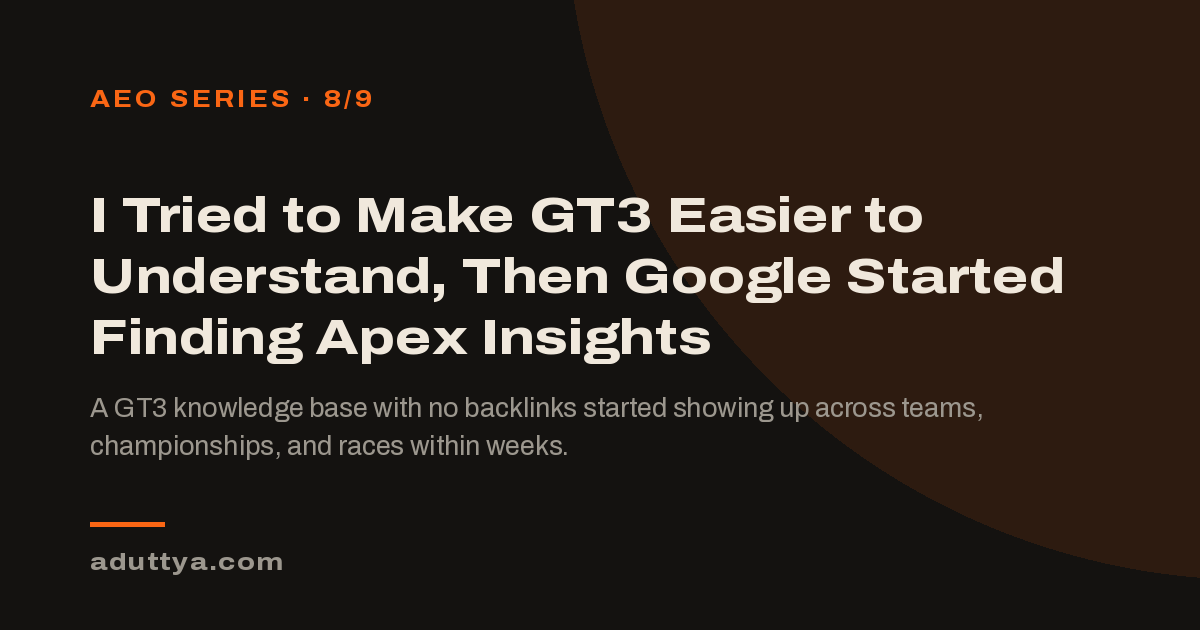 AEO SERIES · 8/9
I Tried to Make GT3 Easier to
Understand, Then Google Started
Finding Apex Insights
A GT3 knowledge base with no backlinks started showing up across teams,
championships, and races within weeks.
aduttya.com